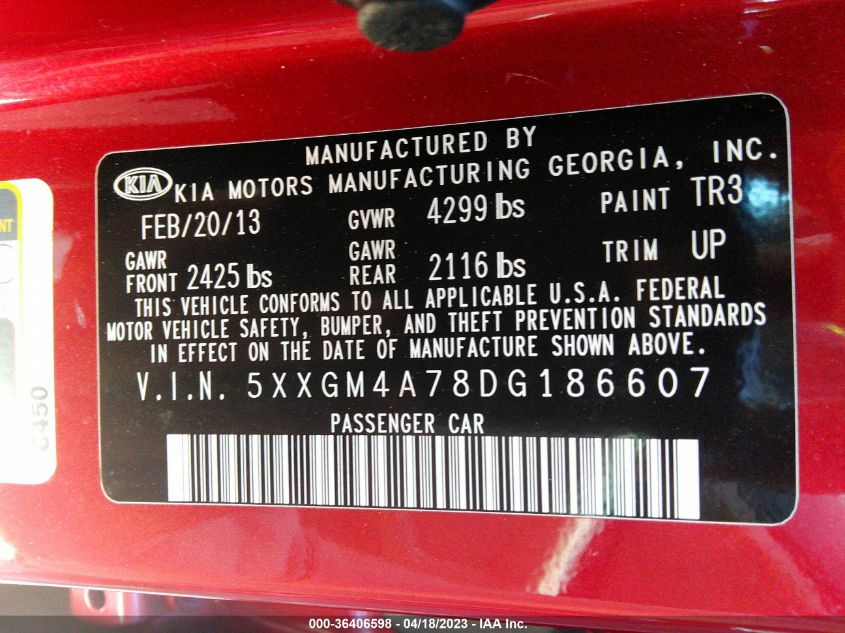 MANUFACTURED BY
KIA KIA MOTORS MANUFACTURING GEORGIA, INC.
FEB/20/13 GVWR 4299 lbs PAINT TR3
GAWR FRONT 2425 lbs GAWR REAR 2116 lbs TRIM UP
THIS VEHICLE CONFORMS TO ALL APPLICABLE U.S.A. FEDERAL
MOTOR VEHICLE SAFETY, BUMPER, AND THEFT PREVENTION STANDARDS
IN EFFECT ON THE DATE OF MANUFACTURE SHOWN ABOVE.
V.I.N. 5XXGM4A78DG186607
PASSENGER CAR
C450
000-36406598 - 04/18/2023 - IAA Inc.